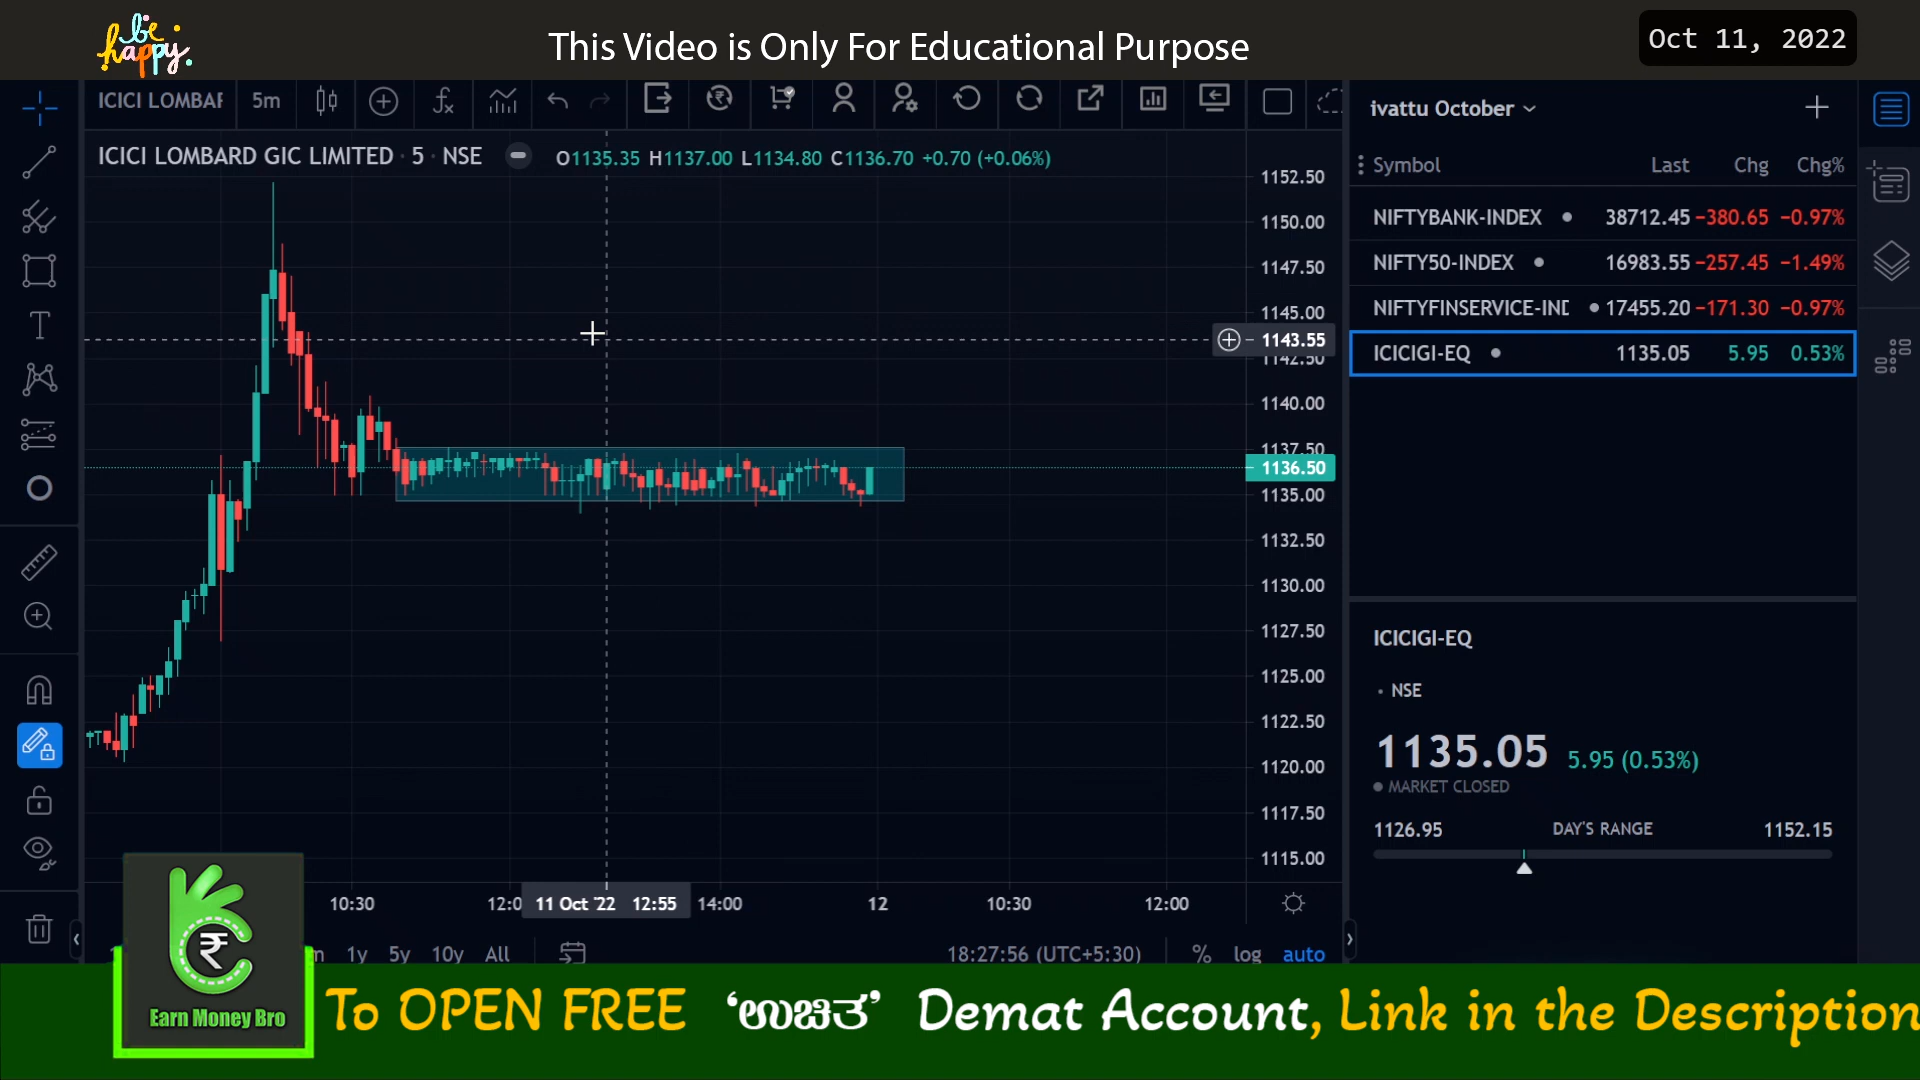 be happy.
This Video is Only For Educational Purpose
Oct 11, 2022
ICICI LOMBAR 5m
ICICI LOMBARD GIC LIMITED · 5 · NSE O1135.35 H1137.00 L1134.80 C1136.70 +0.70 (+0.06%)
1152.50
1150.00
1147.50
1145.00
1143.55
1142.50
1140.00
1137.50
1136.50
1135.00
1132.50
1130.00
1127.50
1125.00
1122.50
1120.00
1117.50
1115.00
10:30 12:0 11 Oct '22 12:55 14:00 12 10:30 12:00
1y 5y 10y All 18:27:56 (UTC+5:30) % log auto
ivattu October
Symbol Last Chg Chg%
NIFTYBANK-INDEX 38712.45 −380.65 −0.97%
NIFTY50-INDEX 16983.55 −257.45 −1.49%
NIFTYFINSERVICE-IND 17455.20 −171.30 −0.97%
ICICIGI-EQ 1135.05 5.95 0.53%
ICICIGI-EQ
• NSE
1135.05 5.95 (0.53%)
MARKET CLOSED
1126.95 DAY'S RANGE 1152.15
₹
Earn Money Bro
To OPEN FREE ‘ಉಚಿತ’ Demat Account, Link in the Description